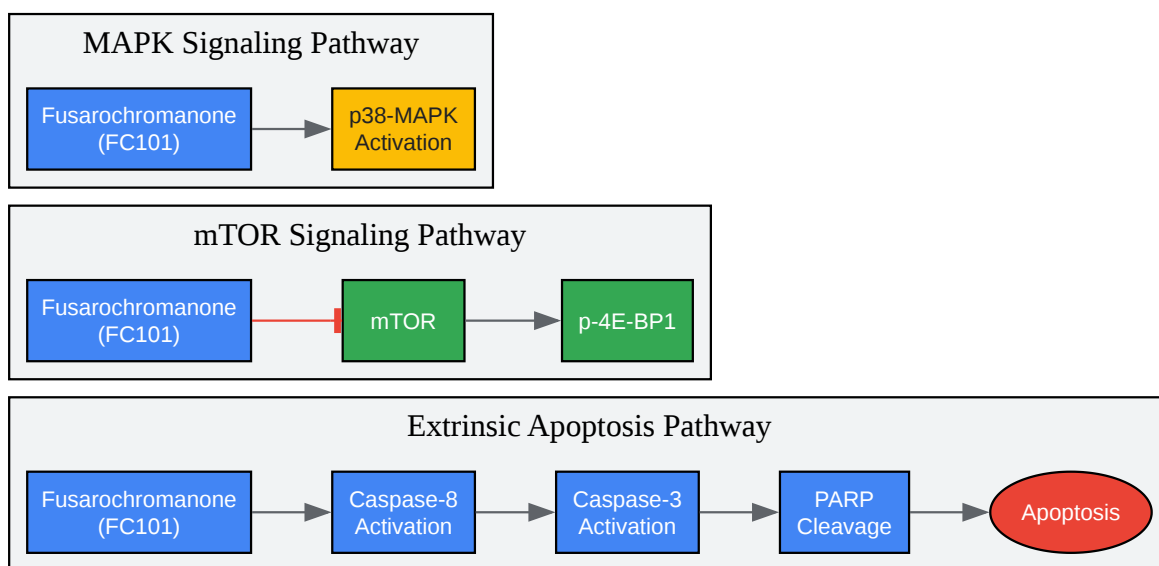 MAPK Signaling Pathway
Fusarochromanone
(FC101)
p38-MAPK
Activation
mTOR Signaling Pathway
Fusarochromanone
(FC101)
mTOR
p-4E-BP1
Extrinsic Apoptosis Pathway
Fusarochromanone
(FC101)
Caspase-8
Activation
Caspase-3
Activation
PARP
Cleavage
Apoptosis